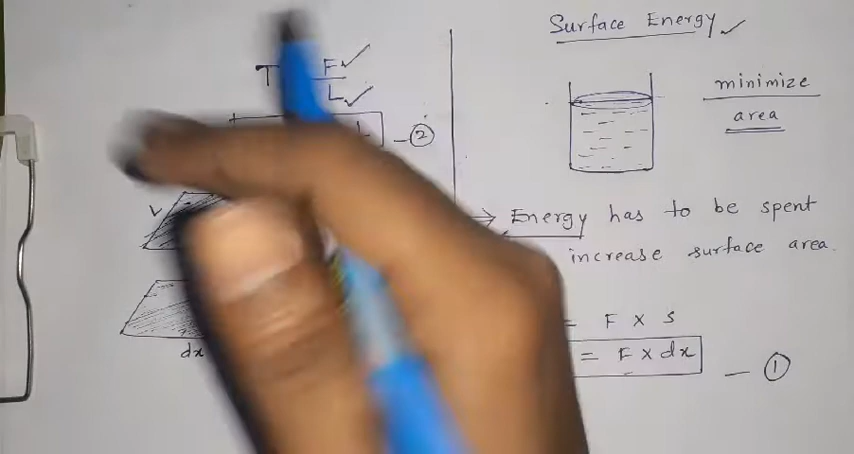 T F
L
L
— ②
V
dx
Surface Energy
minimize
area
→ Energy has to be spent
increase surface area.
= F x s
= F x dx — ①